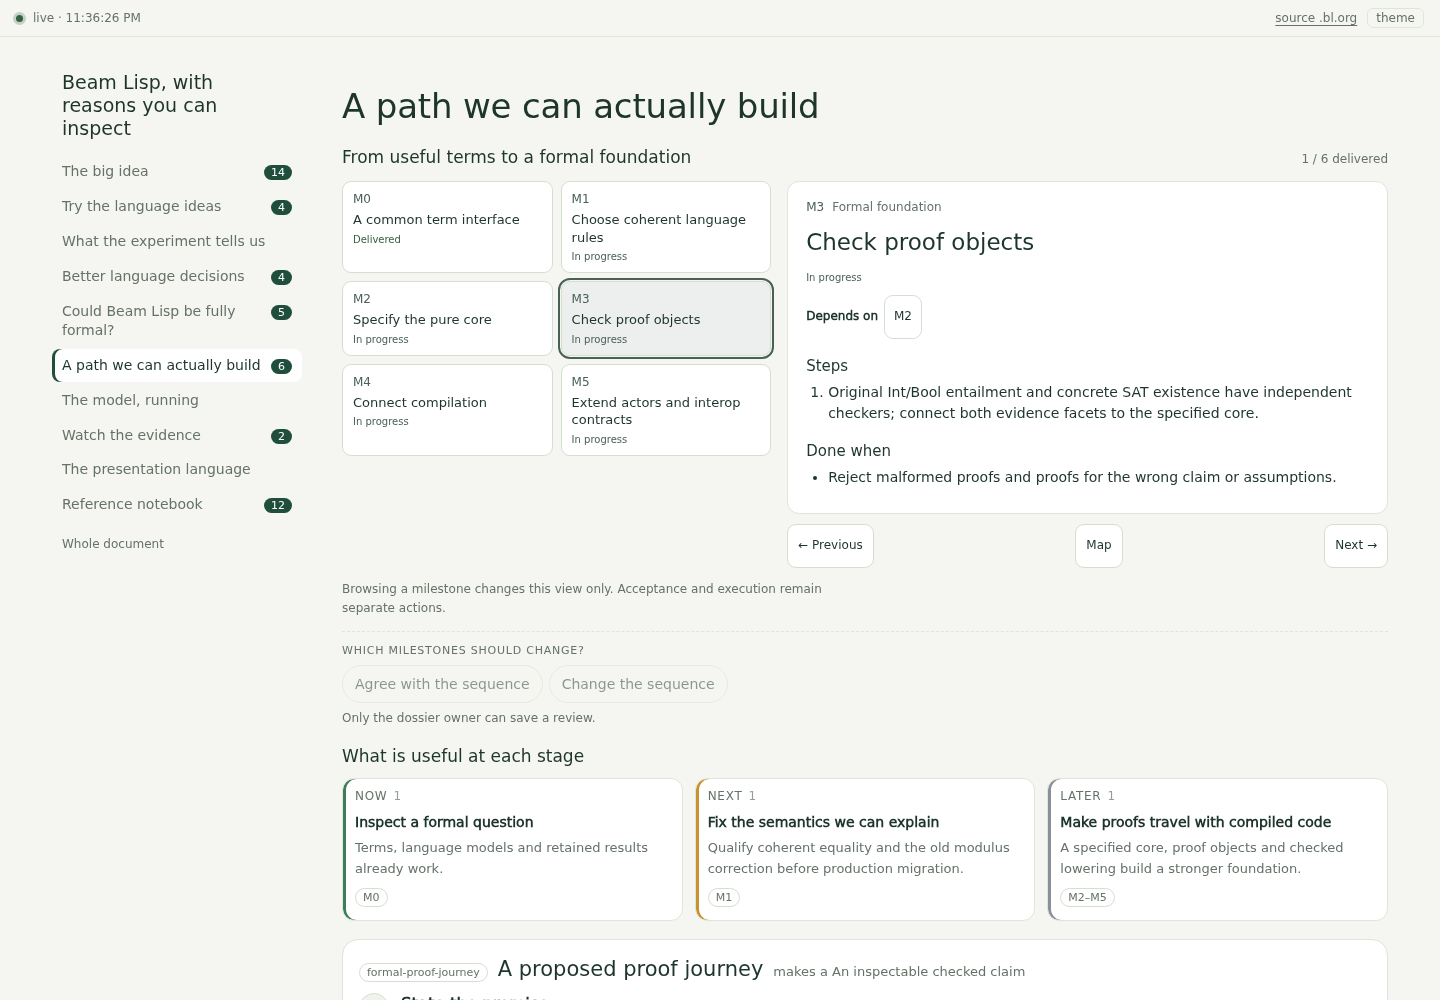 live · 11:36:26 PM
source .bl.org
theme
Beam Lisp, with
reasons you can
inspect
The big idea 14
Try the language ideas 4
What the experiment tells us
Better language decisions 4
Could Beam Lisp be fully
formal? 5
A path we can actually build 6
The model, running
Watch the evidence 2
The presentation language
Reference notebook 12
Whole document
A path we can actually build
From useful terms to a formal foundation
1 / 6 delivered
M0
A common term interface
Delivered
M1
Choose coherent language
rules
In progress
M2
Specify the pure core
In progress
M3
Check proof objects
In progress
M4
Connect compilation
In progress
M5
Extend actors and interop
contracts
In progress
M3 Formal foundation
Check proof objects
In progress
Depends on M2
Steps
1. Original Int/Bool entailment and concrete SAT existence have independent
checkers; connect both evidence facets to the specified core.
Done when
• Reject malformed proofs and proofs for the wrong claim or assumptions.
← Previous
Map
Next →
Browsing a milestone changes this view only. Acceptance and execution remain
separate actions.
WHICH MILESTONES SHOULD CHANGE?
Agree with the sequence
Change the sequence
Only the dossier owner can save a review.
What is useful at each stage
NOW 1
Inspect a formal question
Terms, language models and retained results
already work.
M0
NEXT 1
Fix the semantics we can explain
Qualify coherent equality and the old modulus
correction before production migration.
M1
LATER 1
Make proofs travel with compiled code
A specified core, proof objects and checked
lowering build a stronger foundation.
M2–M5
formal-proof-journey A proposed proof journey makes a An inspectable checked claim